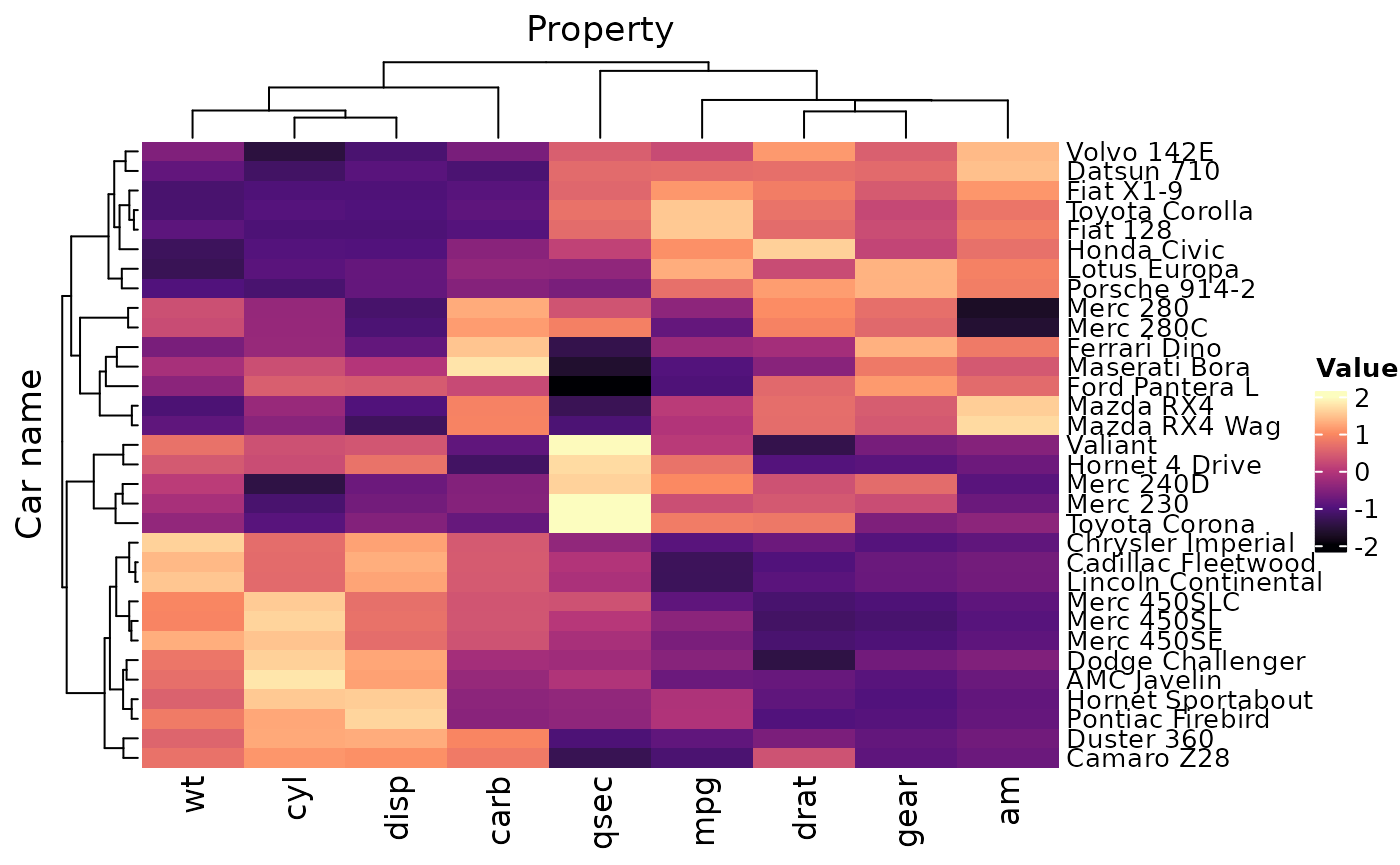 Property
Car name
Volvo 142E
Datsun 710
Fiat X1-9
Toyota Corolla
Fiat 128
Honda Civic
Lotus Europa
Porsche 914-2
Merc 280
Merc 280C
Ferrari Dino
Maserati Bora
Ford Pantera L
Mazda RX4
Mazda RX4 Wag
Valiant
Hornet 4 Drive
Merc 240D
Merc 230
Toyota Corona
Chrysler Imperial
Cadillac Fleetwood
Lincoln Continental
Merc 450SLC
Merc 450SL
Merc 450SE
Dodge Challenger
AMC Javelin
Hornet Sportabout
Pontiac Firebird
Duster 360
Camaro Z28
Value
2
1
0
-1
-2
wt
cyl
disp
carb
qsec
mpg
drat
gear
am